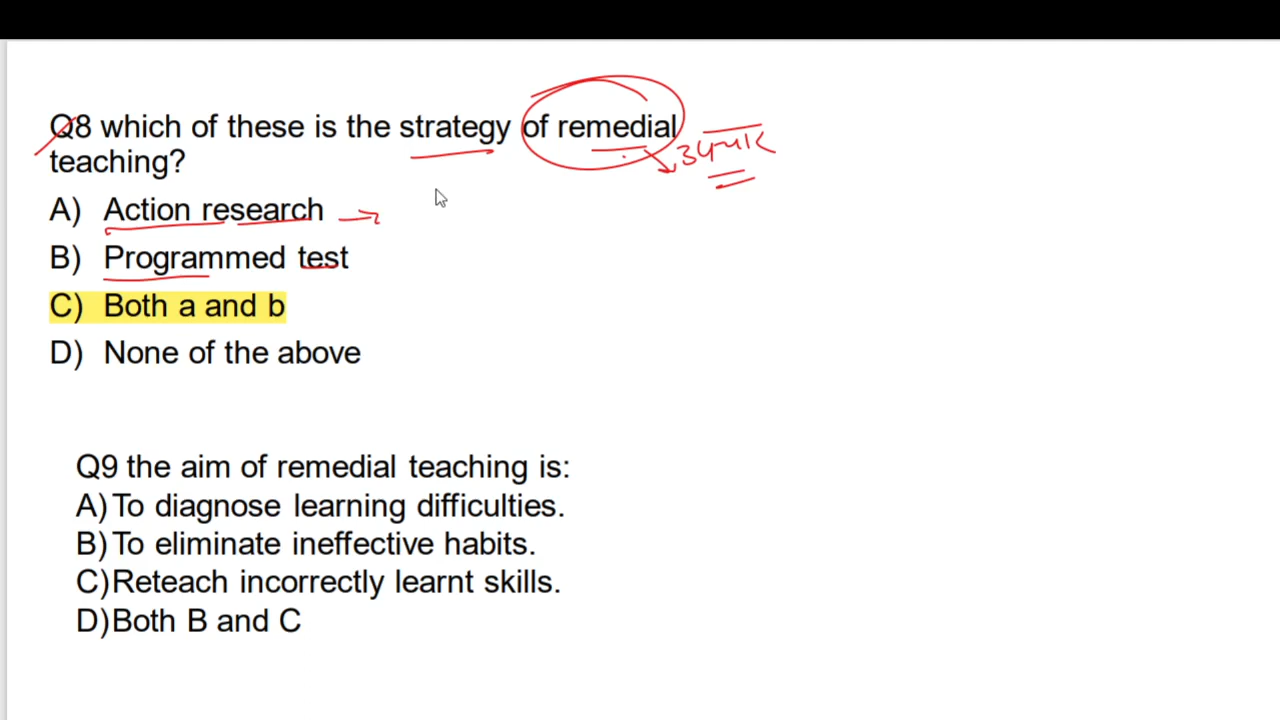 Q8 which of these is the strategy of remedial
teaching?
A) Action research
B) Programmed test
C) Both a and b
D) None of the above
Q9 the aim of remedial teaching is:
A)To diagnose learning difficulties.
B)To eliminate ineffective habits.
C)Reteach incorrectly learnt skills.
D)Both B and C